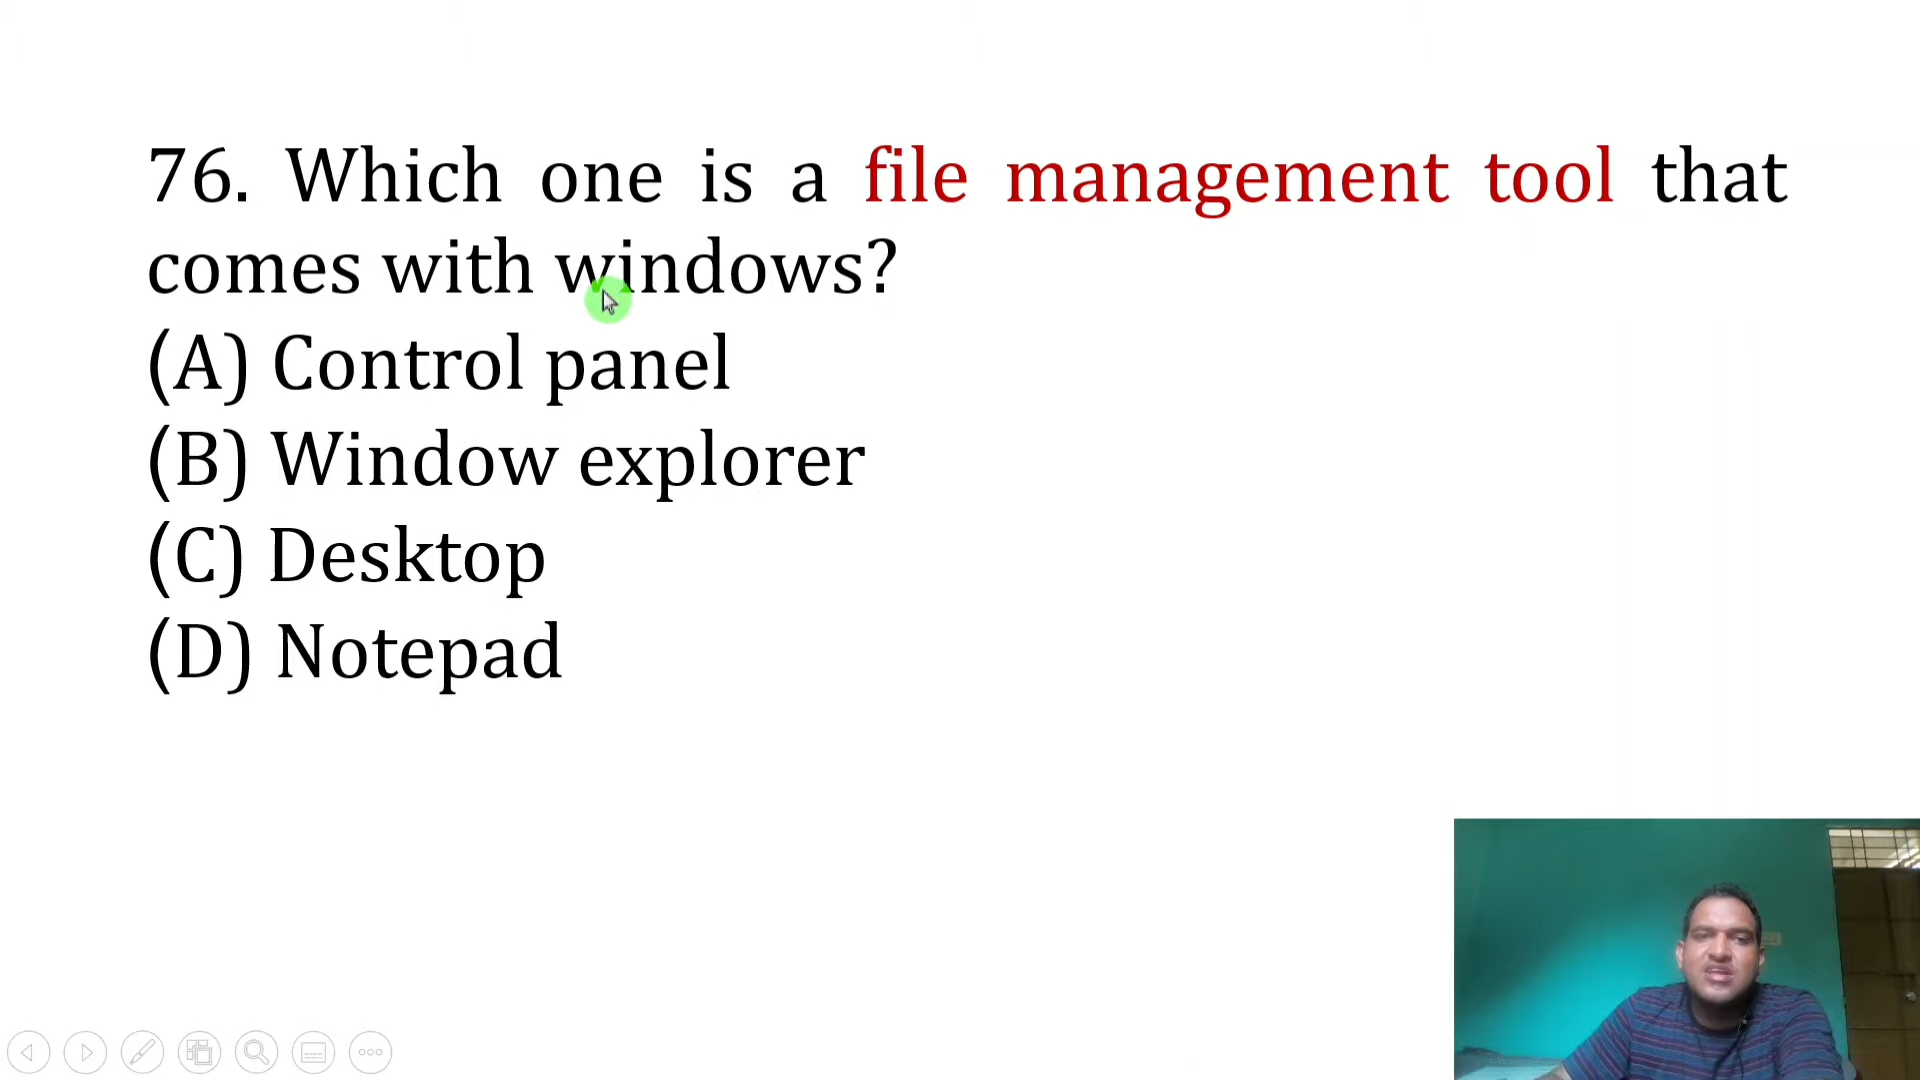 76. Which one is a file management tool that
comes with windows?
(A) Control panel
(B) Window explorer
(C) Desktop
(D) Notepad